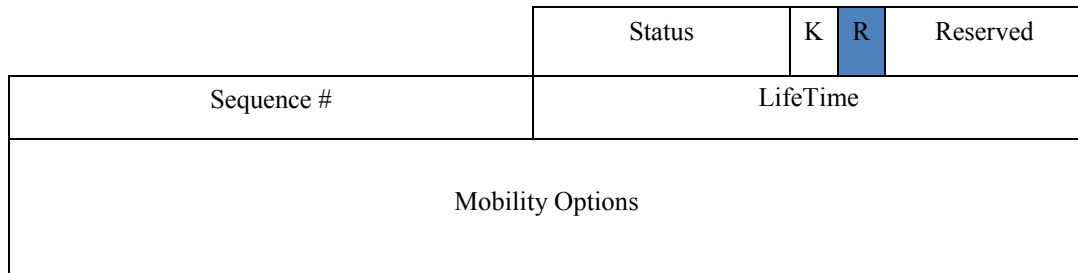 Status K R Reserved
Sequence # LifeTime
Mobility Options